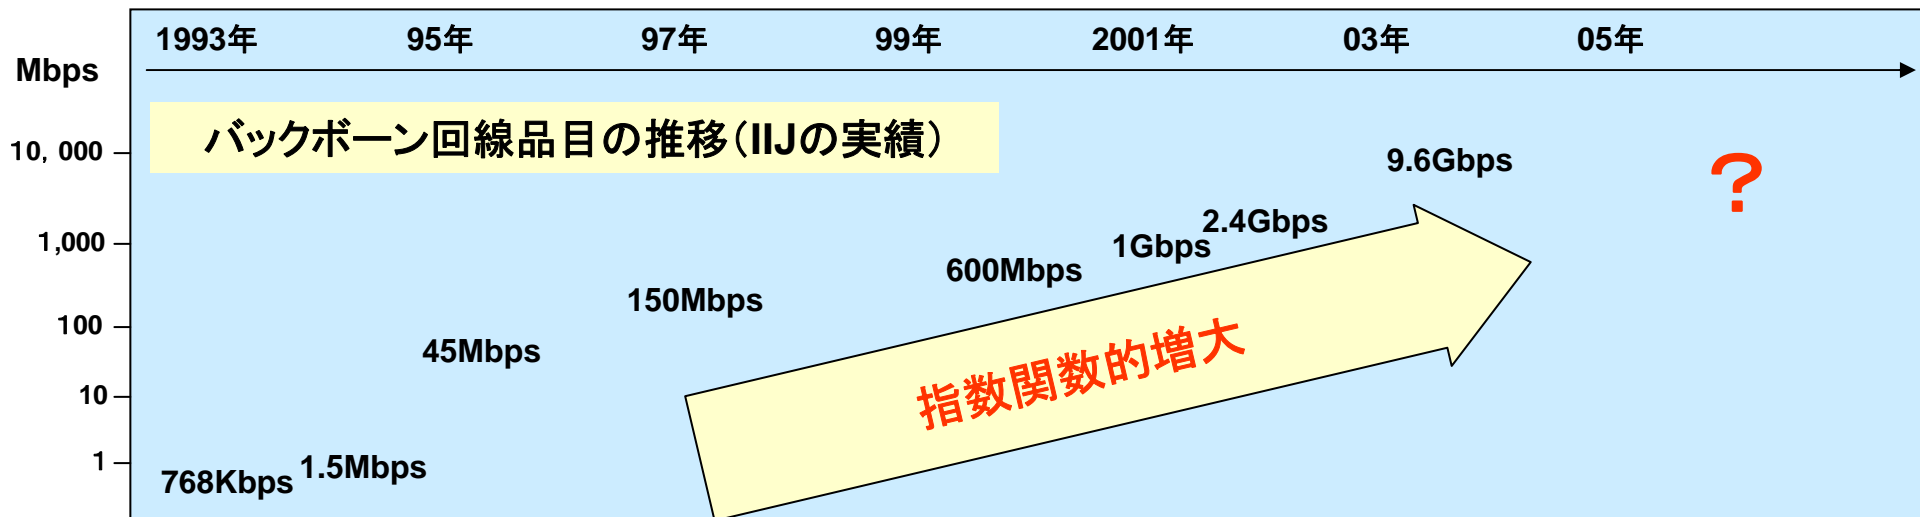 1993年 95年 97年 99年 2001年 03年 05年
Mbps
バックボーン回線品目の推移(IIJの実績)
10, 000
9.6Gbps
?
2.4Gbps
1,000
1Gbps
600Mbps
150Mbps
100
45Mbps
指数関数的増大
10
1
1.5Mbps
768Kbps